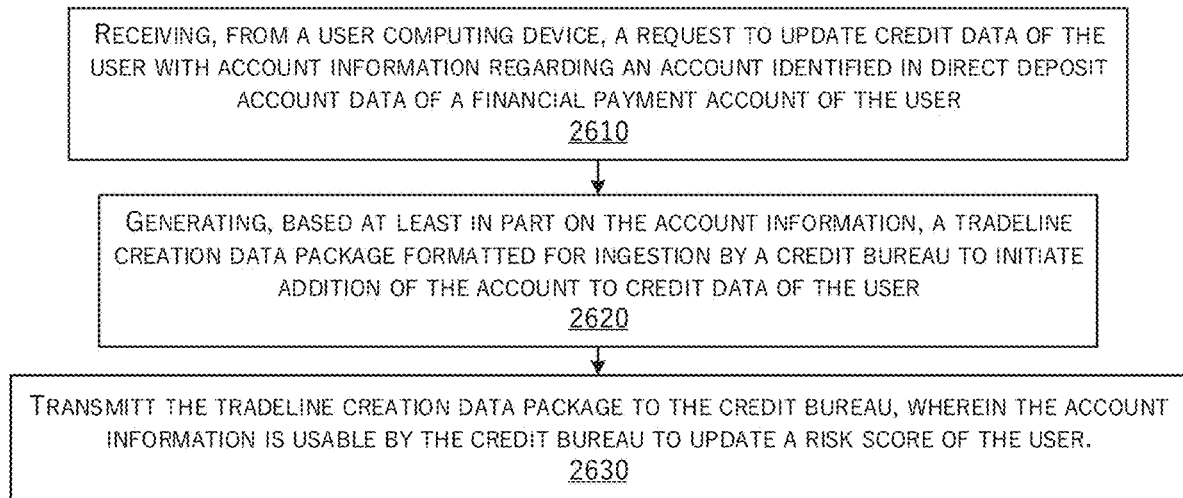 RECEIVING, FROM A USER COMPUTING DEVICE, A REQUEST TO UPDATE CREDIT DATA OF THE
USER WITH ACCOUNT INFORMATION REGARDING AN ACCOUNT IDENTIFIED IN DIRECT DEPOSIT
ACCOUNT DATA OF A FINANCIAL PAYMENT ACCOUNT OF THE USER
2610
GENERATING, BASED AT LEAST IN PART ON THE ACCOUNT INFORMATION, A TRADELINE
CREATION DATA PACKAGE FORMATTED FOR INGESTION BY A CREDIT BUREAU TO INITIATE
ADDITION OF THE ACCOUNT TO CREDIT DATA OF THE USER
2620
TRANSMITT THE TRADELINE CREATION DATA PACKAGE TO THE CREDIT BUREAU, WHEREIN THE ACCOUNT
INFORMATION IS USABLE BY THE CREDIT BUREAU TO UPDATE A RISK SCORE OF THE USER.
2630